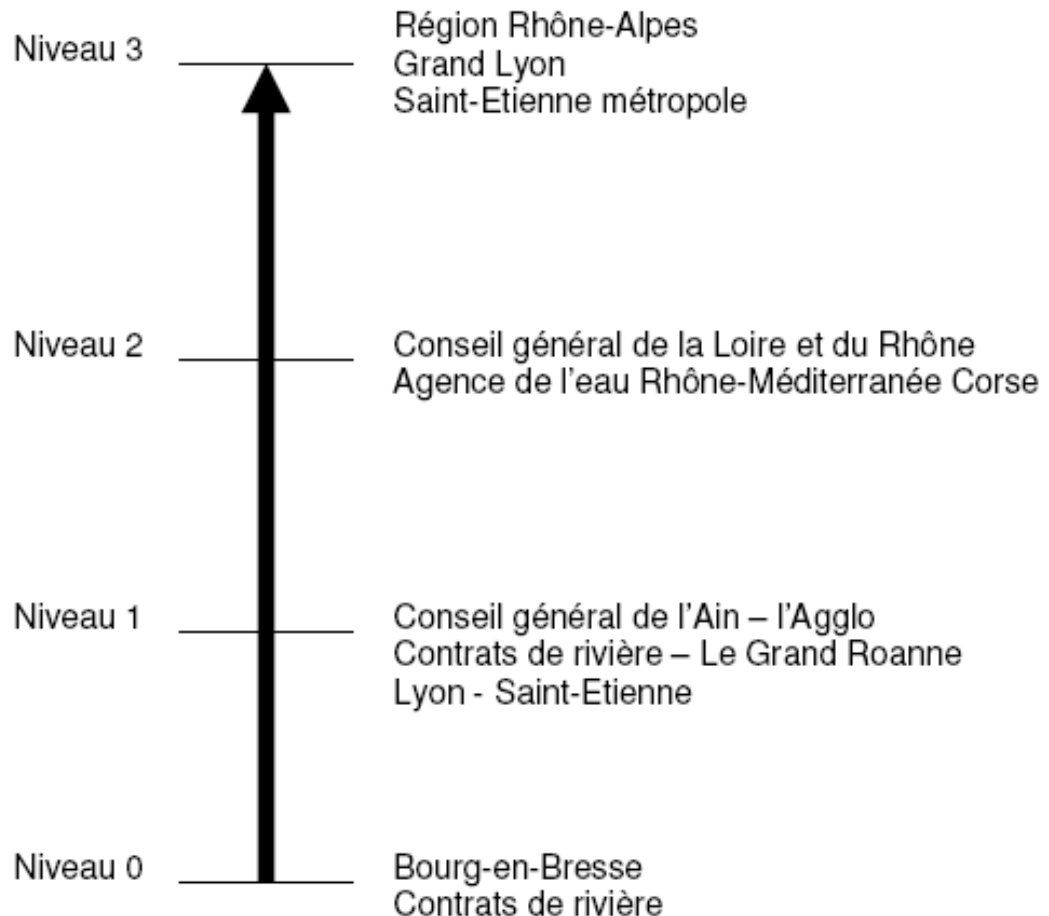 Niveau 3
Région Rhône-Alpes
Grand Lyon
Saint-Etienne métropole
Niveau 2
Conseil général de la Loire et du Rhône
Agence de l'eau Rhône-Méditerranée Corse
Niveau 1
Conseil général de l'Ain – l'Agglo
Contrats de rivière – Le Grand Roanne
Lyon - Saint-Etienne
Niveau 0
Bourg-en-Bresse
Contrats de rivière